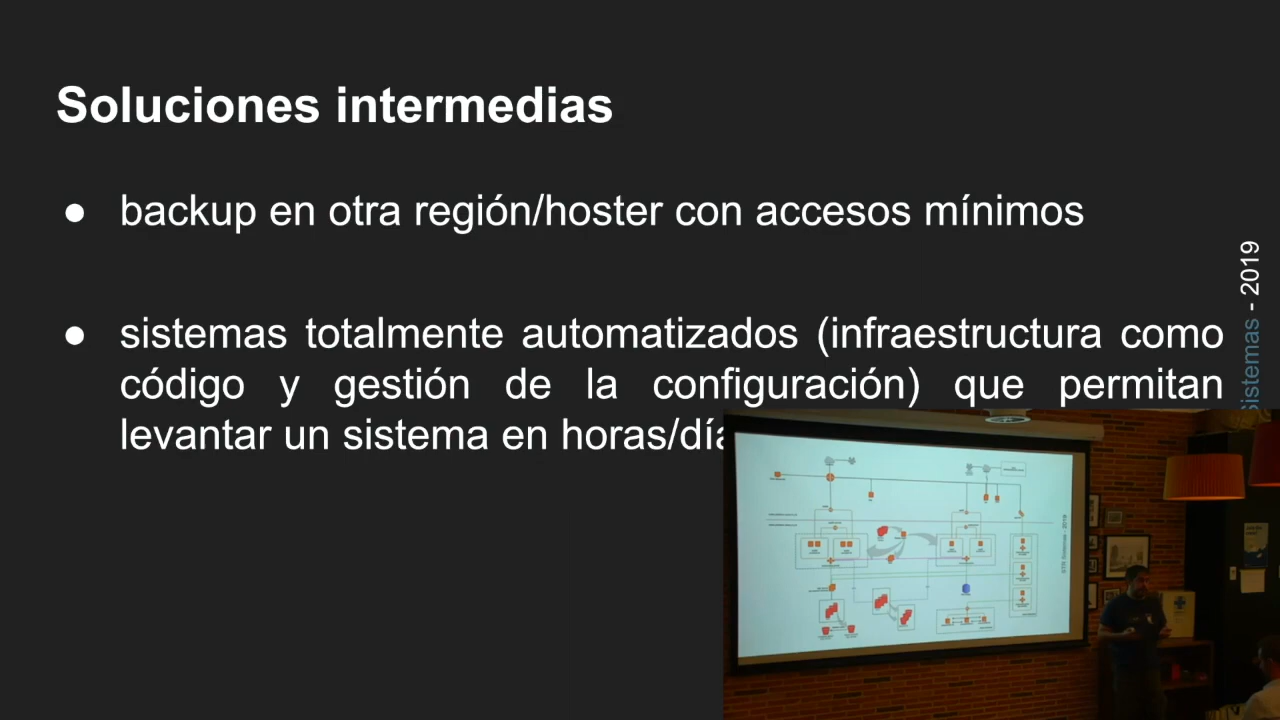 Soluciones intermedias
● backup en otra región/hoster con accesos mínimos
● sistemas totalmente automatizados (infraestructura como
código y gestión de la configuración) que permitan
levantar un sistema en horas/día
Sistemas - 2019